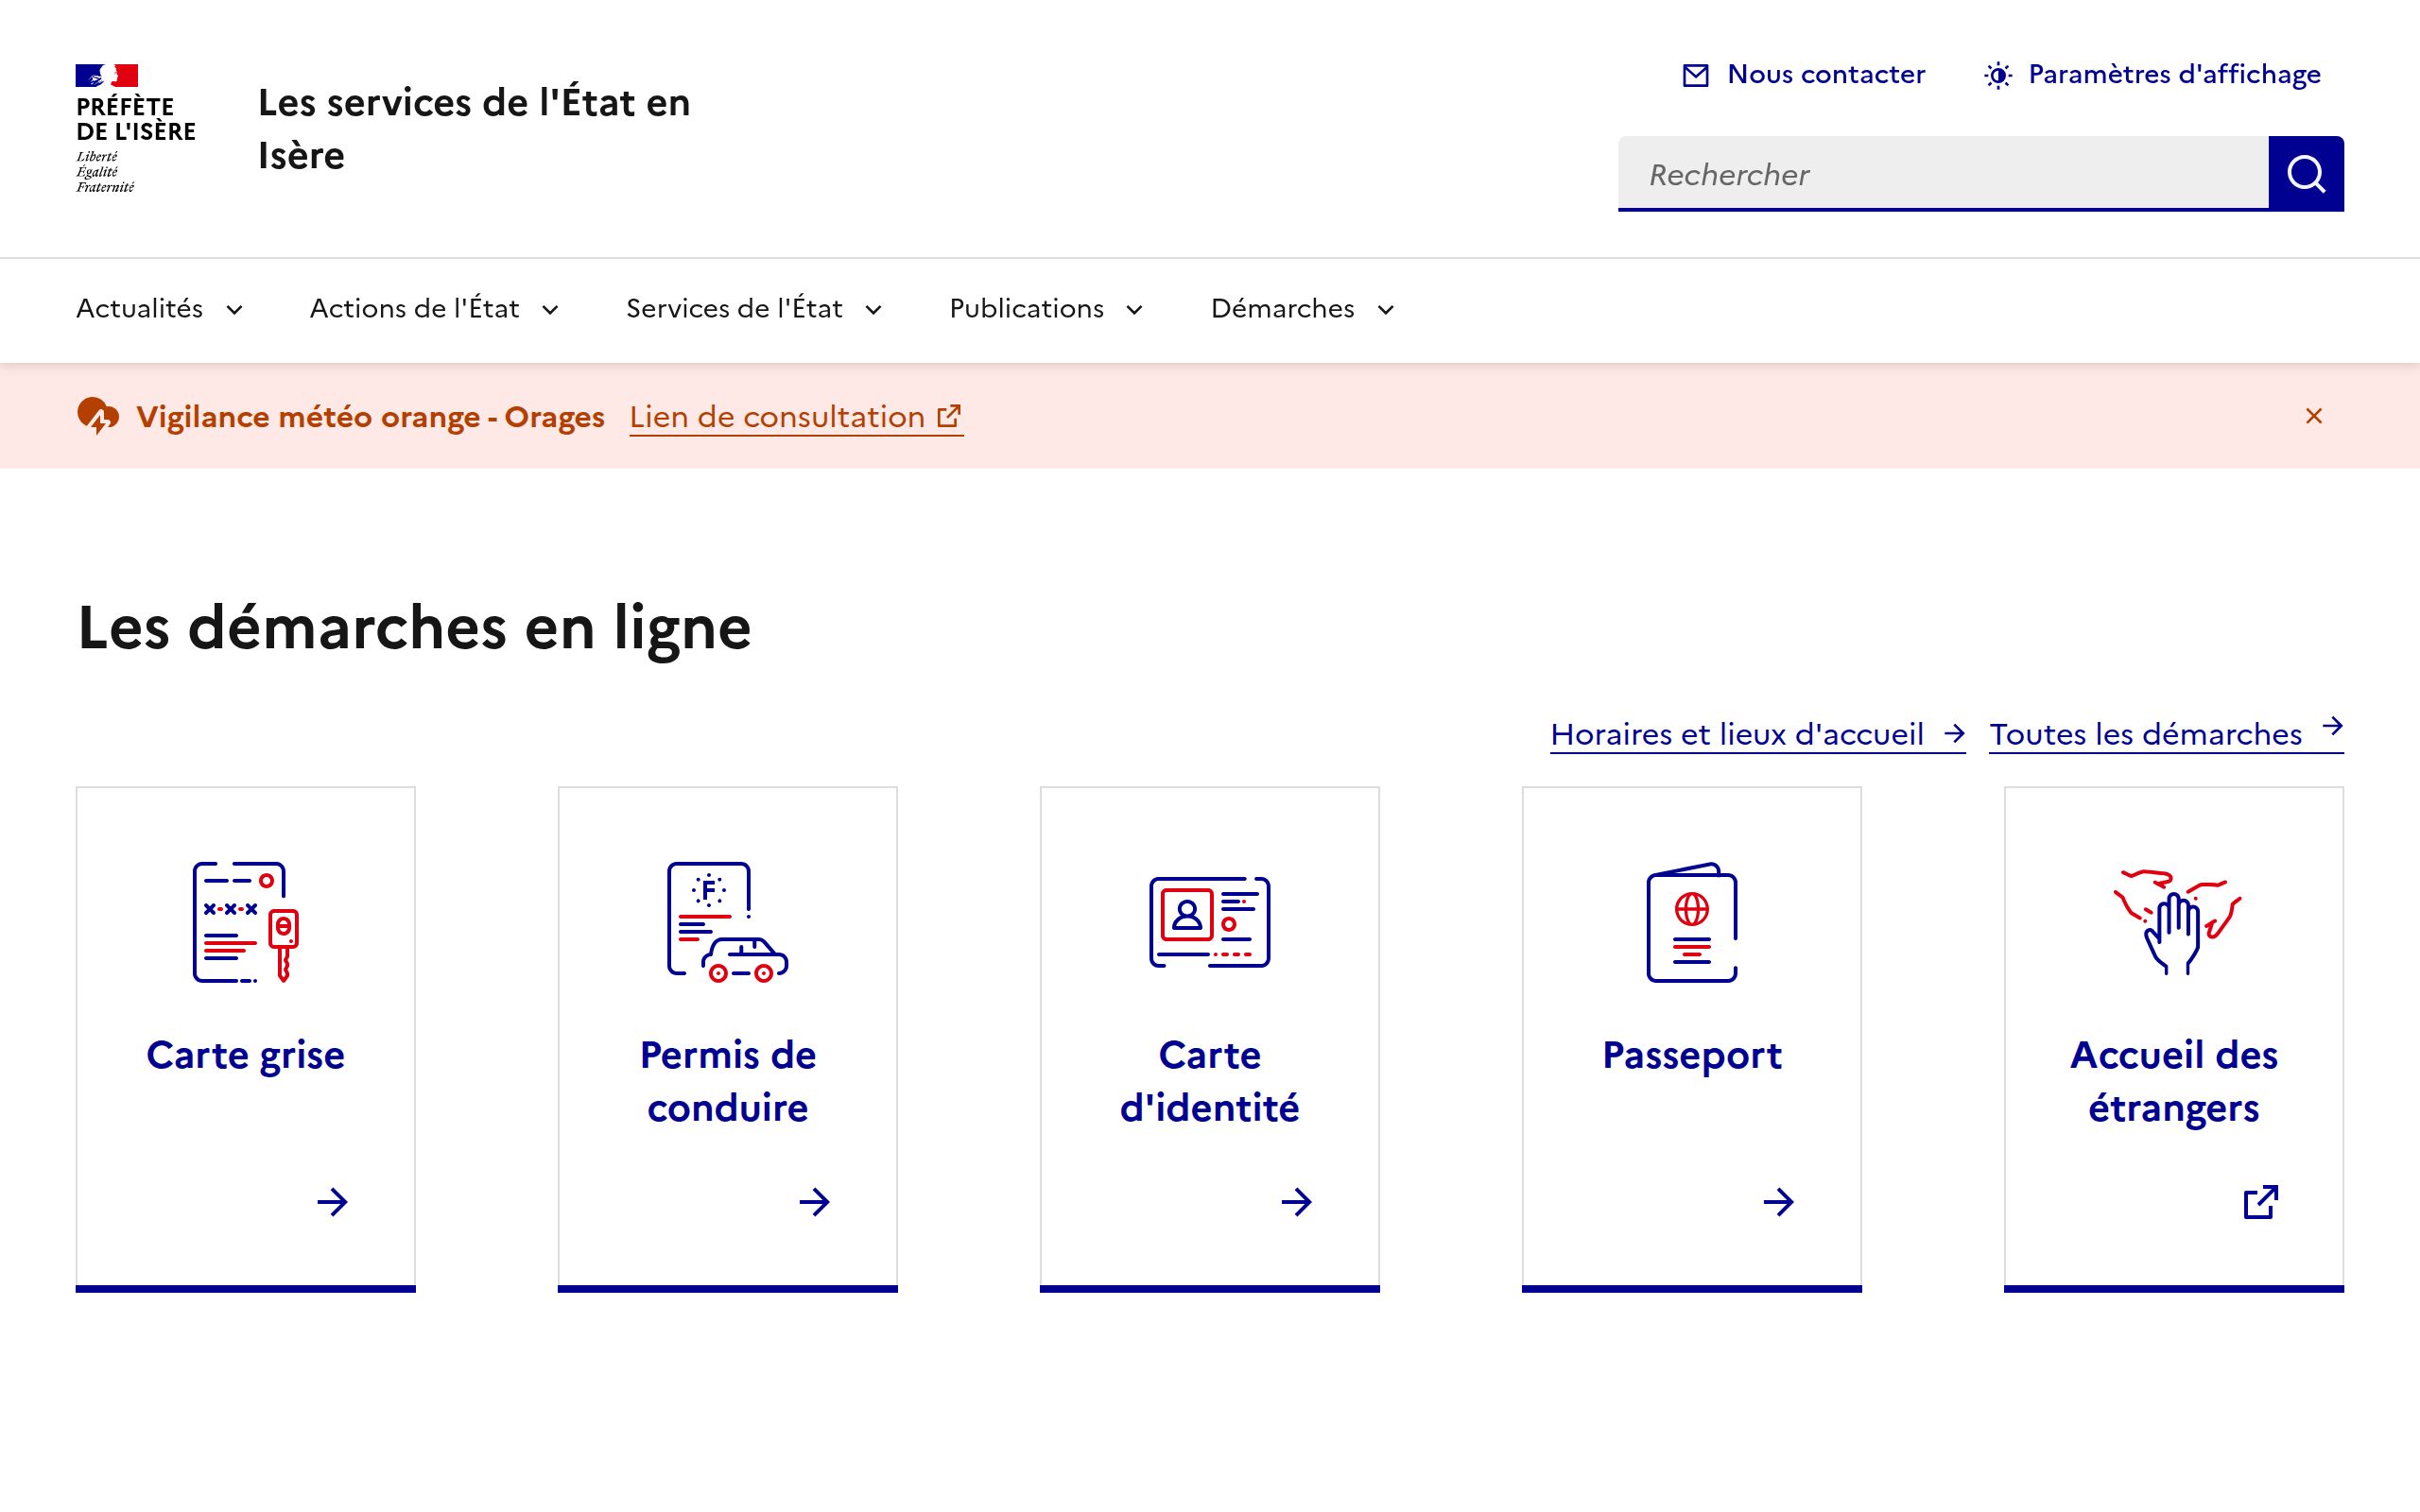 PRÉFÈTE
DE L'ISÈRE
Liberté
Égalité
Fraternité
Les services de l'État en
Isère
Nous contacter
Paramètres d'affichage
Rechercher
Actualités
Actions de l'État
Services de l'État
Publications
Démarches
Vigilance météo orange - Orages Lien de consultation
Les démarches en ligne
Horaires et lieux d'accueil
Toutes les démarches
F
Carte grise
Permis de
conduire
Carte
d'identité
Passeport
Accueil des
étrangers